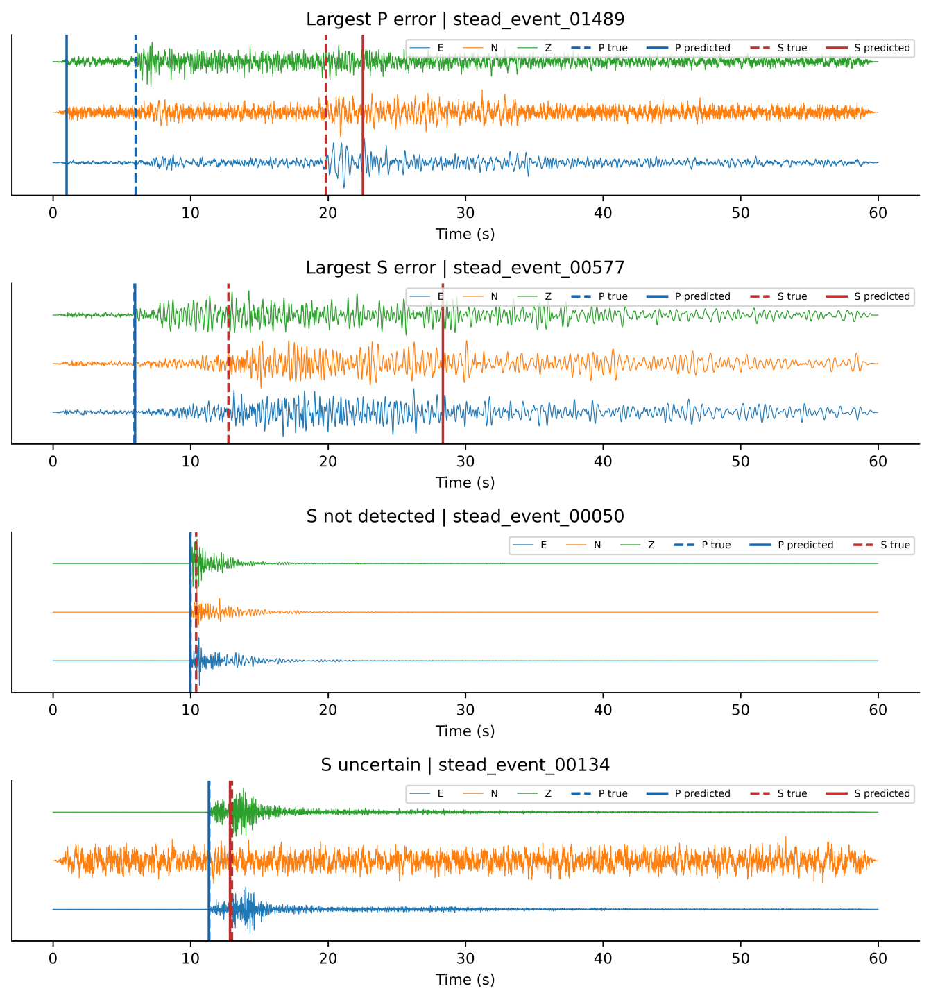 Largest P error | stead_event_01489
E N Z P true P predicted S true S predicted
0 10 20 30 40 50 60
Time (s)
Largest S error | stead_event_00577
E N Z P true P predicted S true S predicted
0 10 20 30 40 50 60
Time (s)
S not detected | stead_event_00050
E N Z P true P predicted S true
0 10 20 30 40 50 60
Time (s)
S uncertain | stead_event_00134
E N Z P true P predicted S true S predicted
0 10 20 30 40 50 60
Time (s)